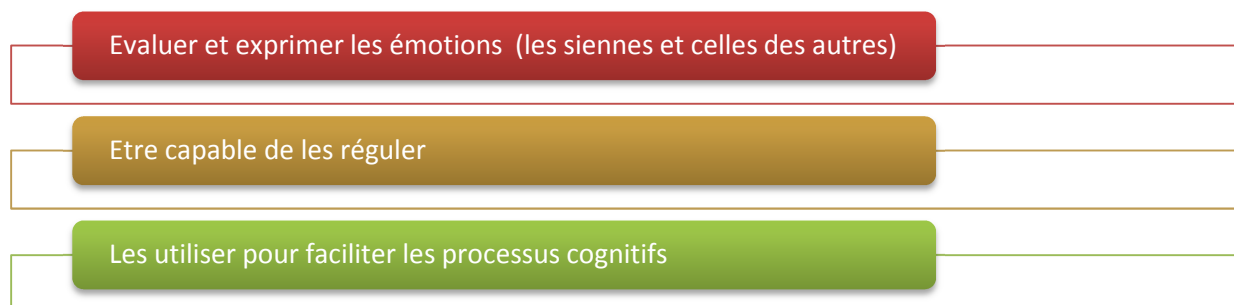 Evaluer et exprimer les émotions (les siennes et celles des autres)
Etre capable de les réguler
Les utiliser pour faciliter les processus cognitifs